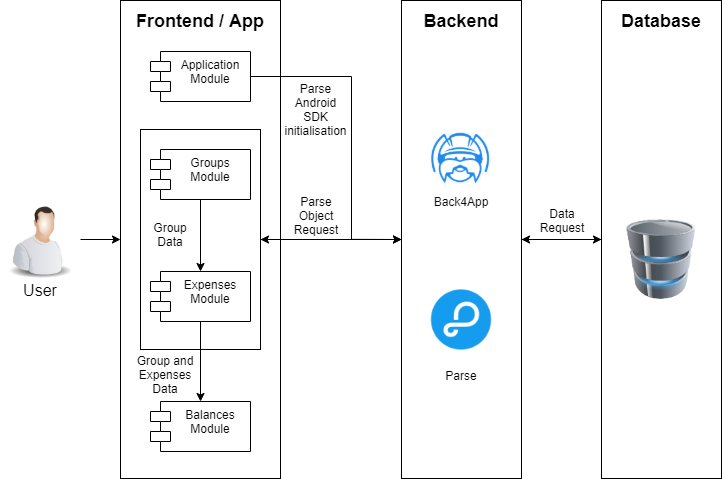 Frontend / App
Backend
Database
Application
Module
Parse
Android
SDK
initialisation
Groups
Module
Back4App
Parse
Object
Request
Data
Request
Group
Data
User
Expenses
Module
Group and
Expenses
Data
Parse
Balances
Module